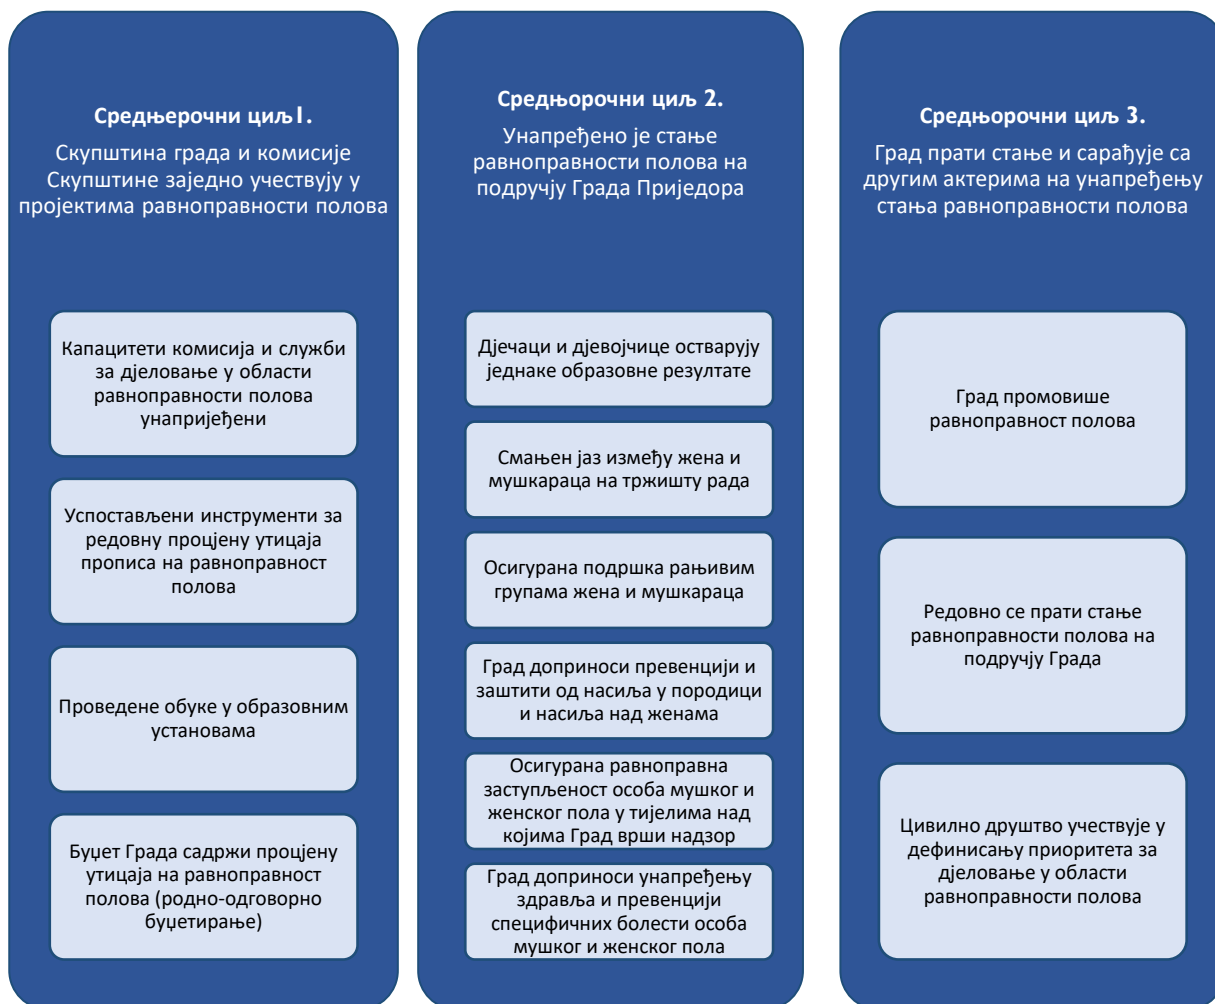 Средњерочни циљ1.
Скупштина града и комисије
Скупштине заједно учествују у
пројектима равноправности полова
Капацитети комисија и служби
за дјеловање у области
равноправности полова
унапријеђени
Успостављени инструменти за
редовну процјену утицаја
прописа на равноправност
полова
Проведене обуке у образовним
установама
Буџет Града садржи процјену
утицаја на равноправност
полова (родно-одговорно
буџетирање)
Средњорочни циљ 2.
Унапређено је стање
равноправности полова на
подручју Града Приједора
Дјечаци и дјевојчице остварују
једнаке образовне резултате
Смањен јаз између жена и
мушкараца на тржишту рада
Осигурана подршка рањивим
групама жена и мушкараца
Град доприноси превенцији и
заштити од насиља у породици
и насиља над женама
Осигурана равноправна
заступљеност особа мушког и
женског пола у тијелима над
којима Град врши надзор
Град доприноси унапређењу
здравља и превенцији
специфичних болести особа
мушког и женског пола
Средњорочни циљ 3.
Град прати стање и сарађује са
другим актерима на унапређењу
стања равноправности полова
Град промовише
равноправност полова
Редовно се прати стање
равноправности полова на
подручју Града
Цивилно друштво учествује у
дефинисању приоритета за
дјеловање у области
равноправности полова